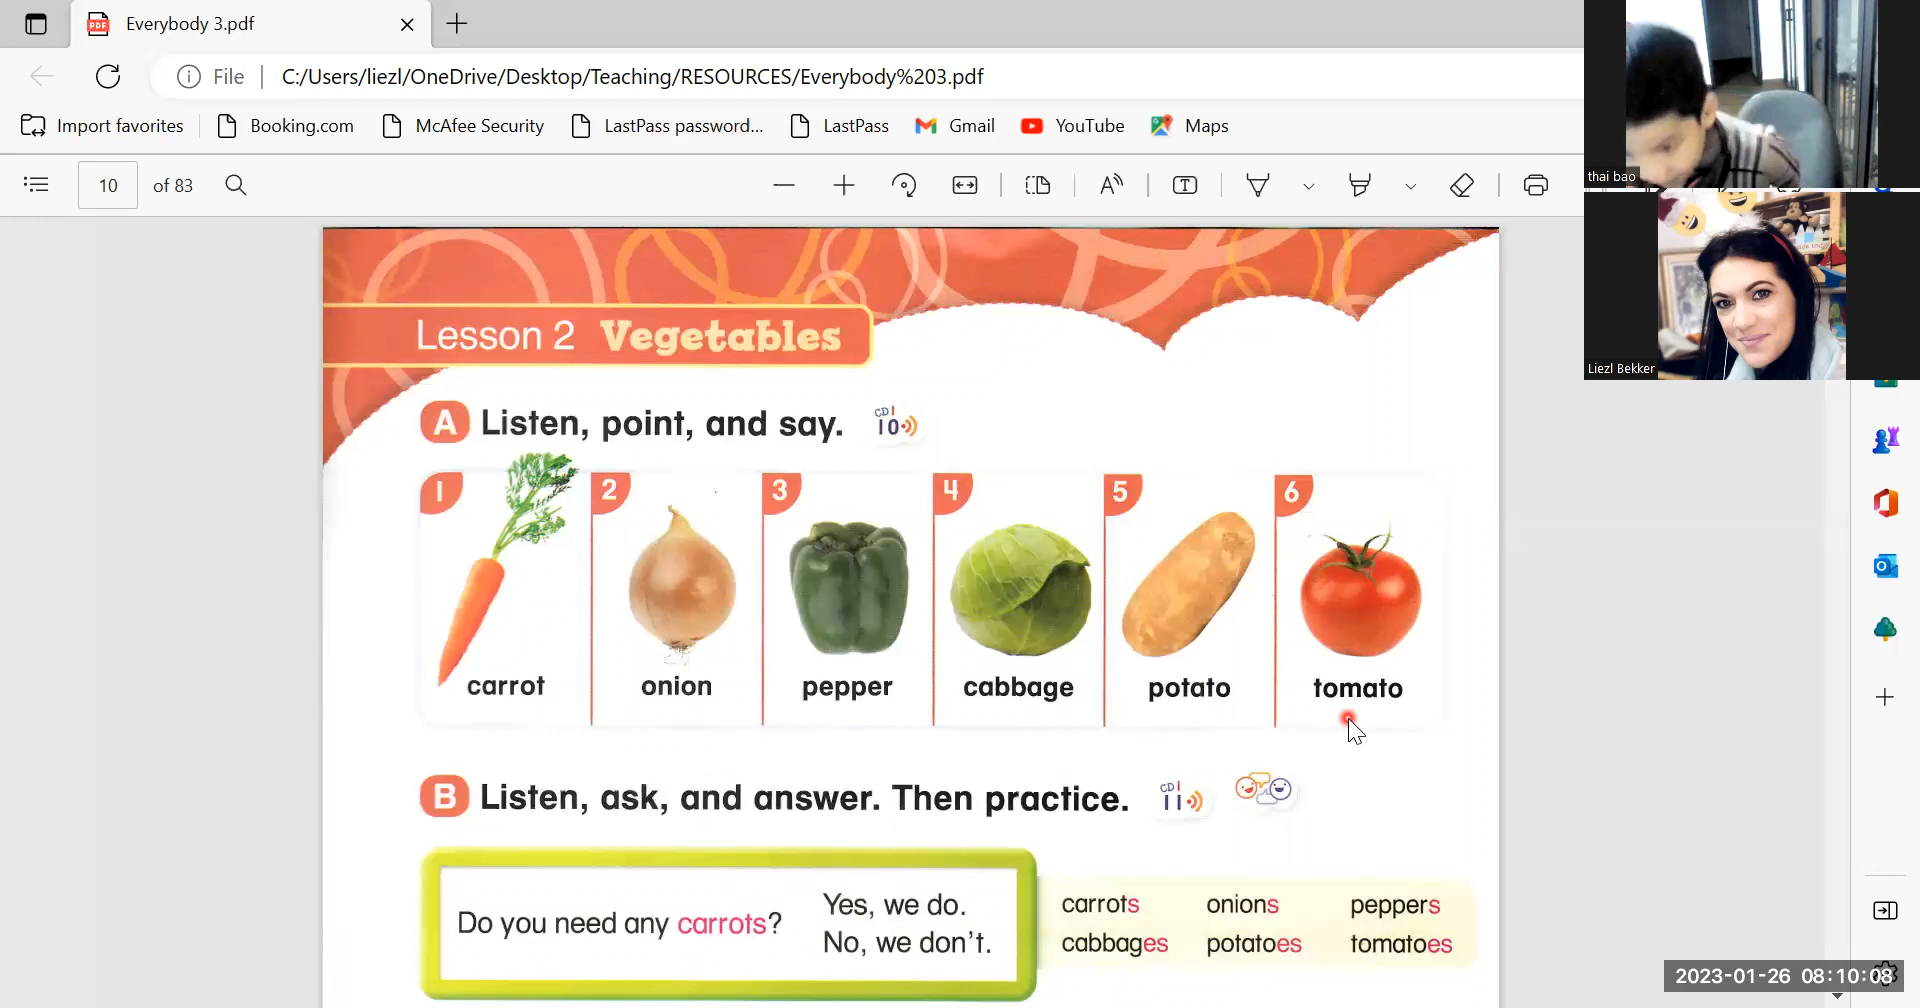 Everybody 3.pdf
File
C:/Users/liezl/OneDrive/Desktop/Teaching/RESOURCES/Everybody%203.pdf
Import favorites
Booking.com
McAfee Security
LastPass password...
LastPass
Gmail
YouTube
Maps
10 of 83
thai bao
Liezl Bekker
Lesson 2 Vegetables
A Listen, point, and say. CD1 10
1 2 3 4 5 6
carrot onion pepper cabbage potato tomato
B Listen, ask, and answer. Then practice. CD1 11
Do you need any carrots?
Yes, we do.
No, we don't.
carrots onions peppers
cabbages potatoes tomatoes
2023-01-26 08:10:08